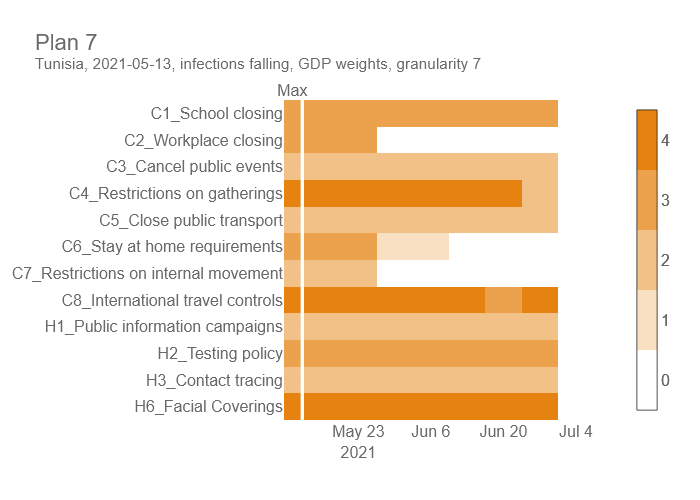 Plan 7
Tunisia, 2021-05-13, infections falling, GDP weights, granularity 7
Max
C1_School closing
C2_Workplace closing
C3_Cancel public events
C4_Restrictions on gatherings
C5_Close public transport
C6_Stay at home requirements
C7_Restrictions on internal movement
C8_International travel controls
H1_Public information campaigns
H2_Testing policy
H3_Contact tracing
H6_Facial Coverings
May 23 Jun 6 Jun 20 Jul 4
2021
4
3
2
1
0